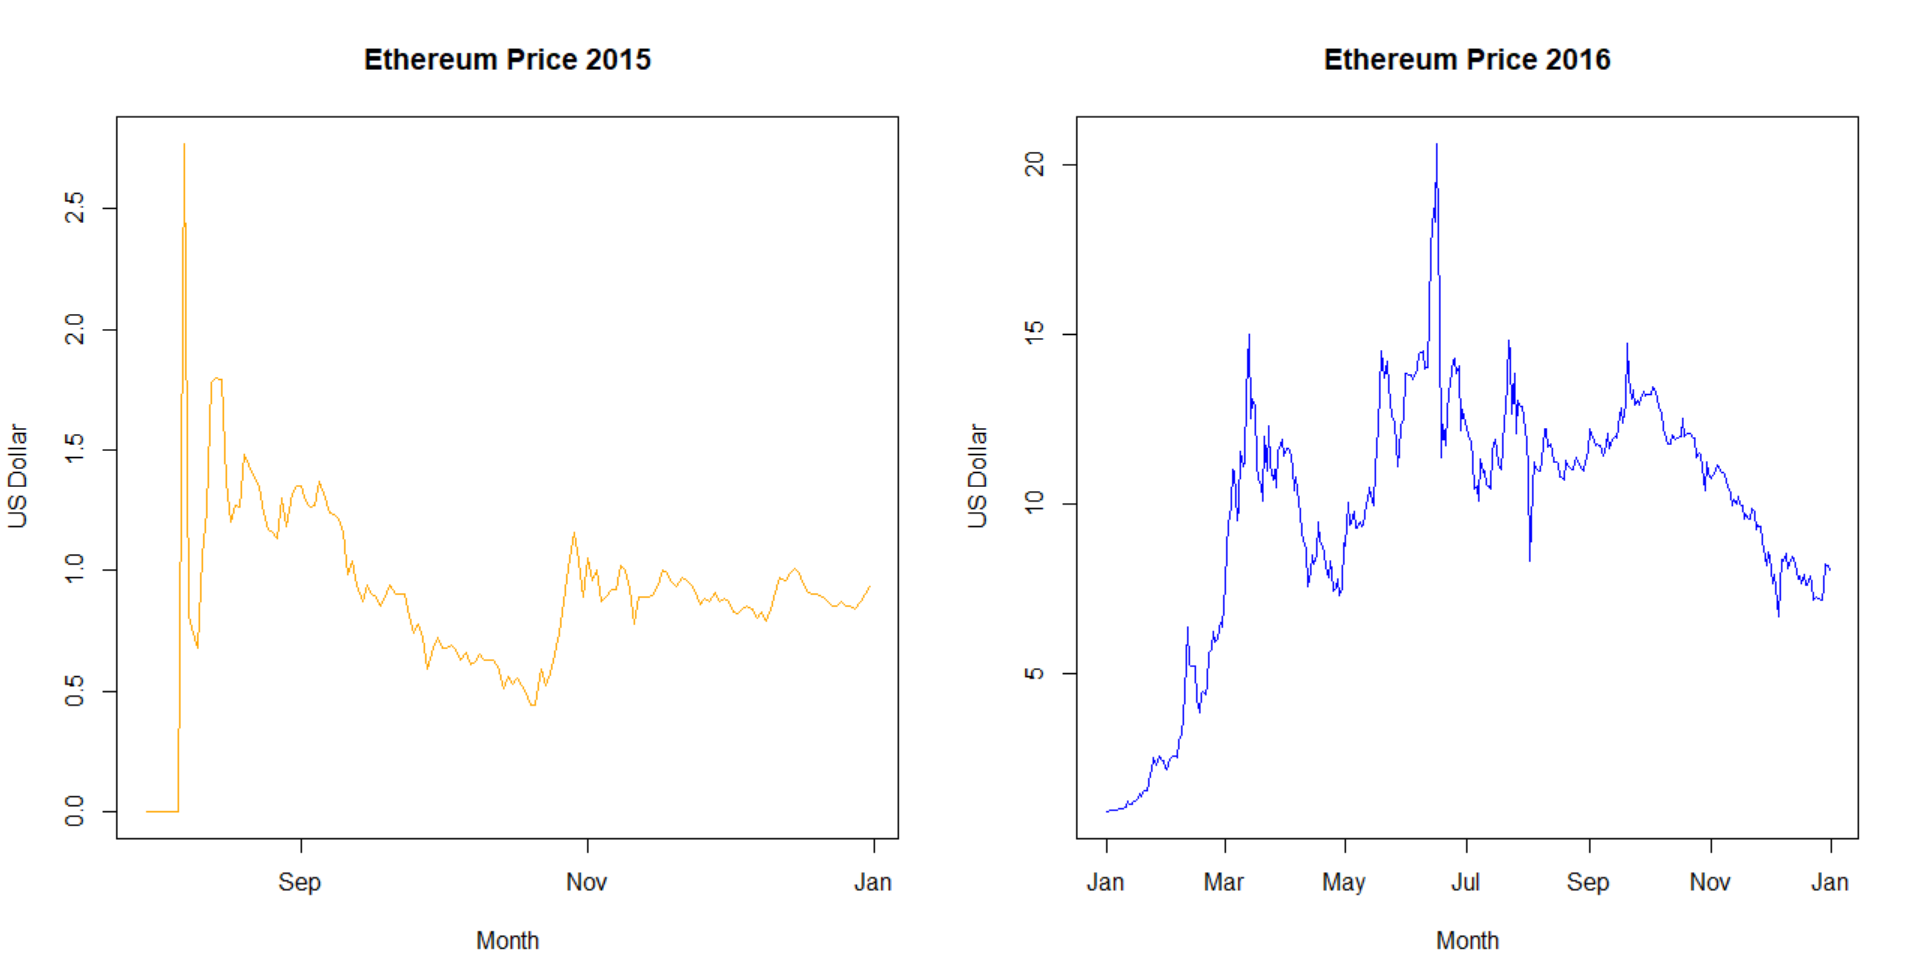 Ethereum Price 2015
US Dollar
2.5
2.0
1.5
1.0
0.5
0.0
Sep Nov Jan
Month
Ethereum Price 2016
US Dollar
20
15
10
5
Jan Mar May Jul Sep Nov Jan
Month